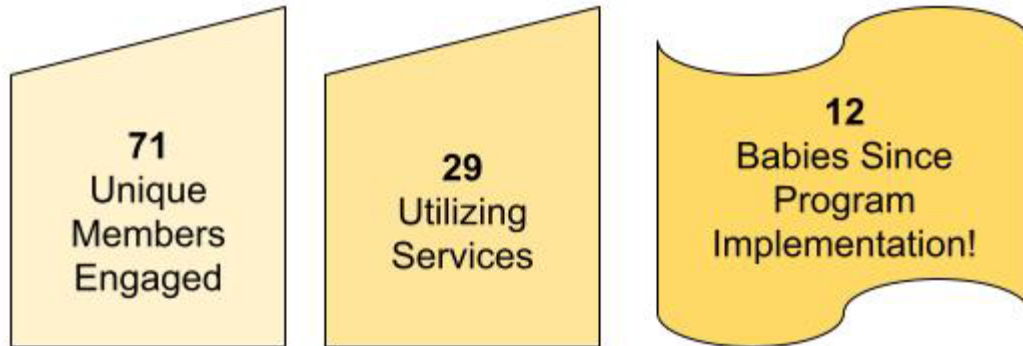 71
Unique
Members
Engaged
29
Utilizing
Services
12
Babies Since
Program
Implementation!